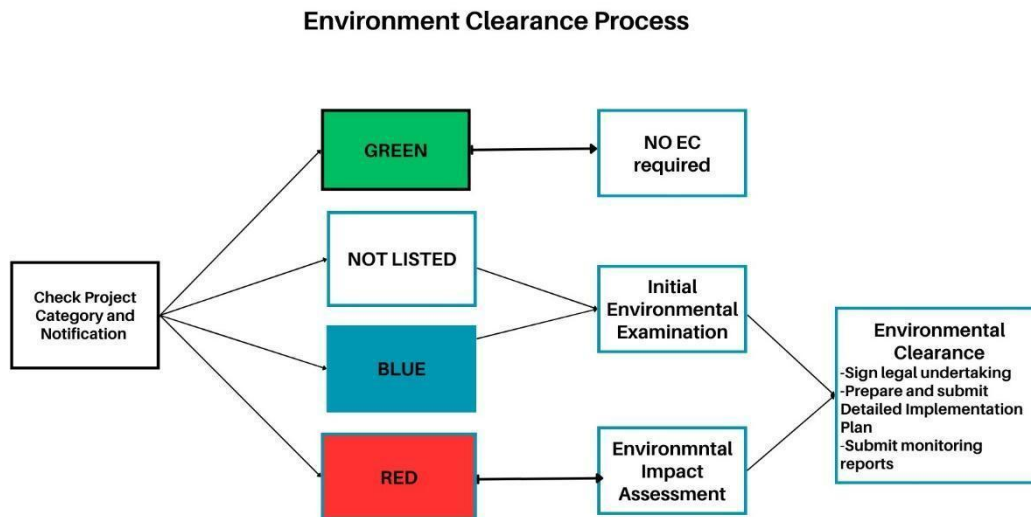 Environment Clearance Process
GREEN
NO EC
required
NOT LISTED
Check Project
Category and
Notification
Initial
Environmental
Examination
BLUE
Environmental
Clearance
-Sign legal undertaking
-Prepare and submit
Detailed Implementation
Plan
-Submit monitoring
reports
RED
Environmntal
Impact
Assessment